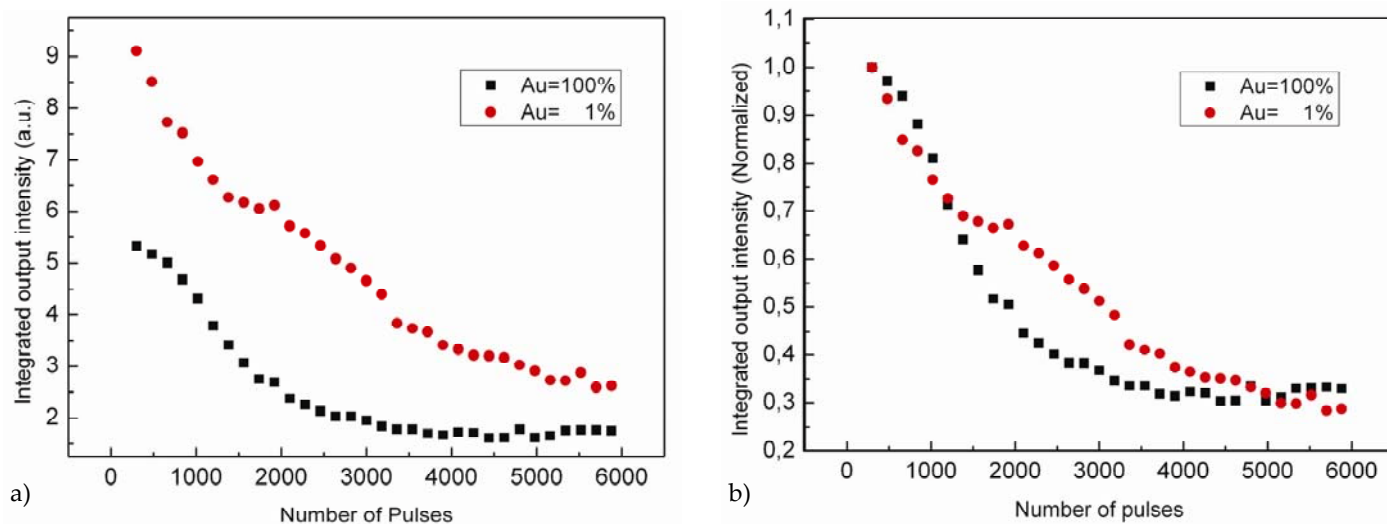 Integrated output intensity (a.u.)
9
8
7
6
5
4
3
2
Au=100%
Au= 1%
0 1000 2000 3000 4000 5000 6000
Number of Pulses
a)
Integrated output intensity (Normalized)
1,1
1,0
0,9
0,8
0,7
0,6
0,5
0,4
0,3
0,2
Au=100%
Au= 1%
0 1000 2000 3000 4000 5000 6000
Number of pulses
b)